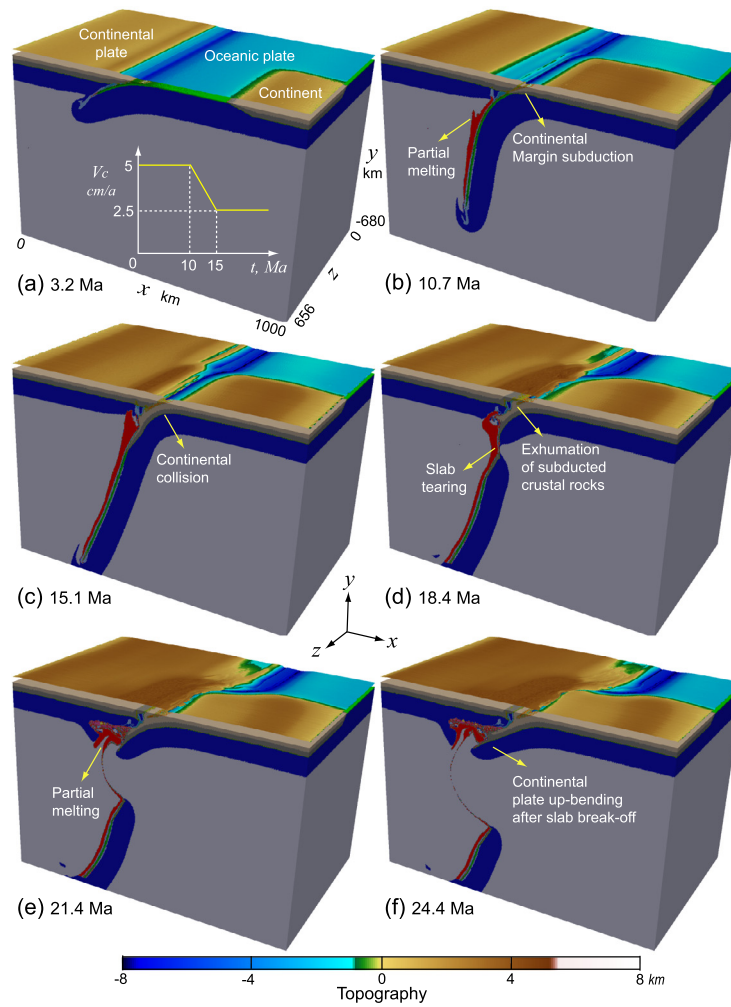 Continental
plate
Oceanic plate
Continent
Vc
cm/a
5
2.5
0
10
15
t, Ma
0
x
km
1000
656
z
0
-680
y
km
(a) 3.2 Ma
Partial
melting
Continental
Margin subduction
(b) 10.7 Ma
Continental
collision
(c) 15.1 Ma
Slab
tearing
Exhumation
of subducted
crustal rocks
(d) 18.4 Ma
y
z
x
Partial
melting
(e) 21.4 Ma
Continental
plate up-bending
after slab break-off
(f) 24.4 Ma
-8
-4
0
4
8 km
Topography